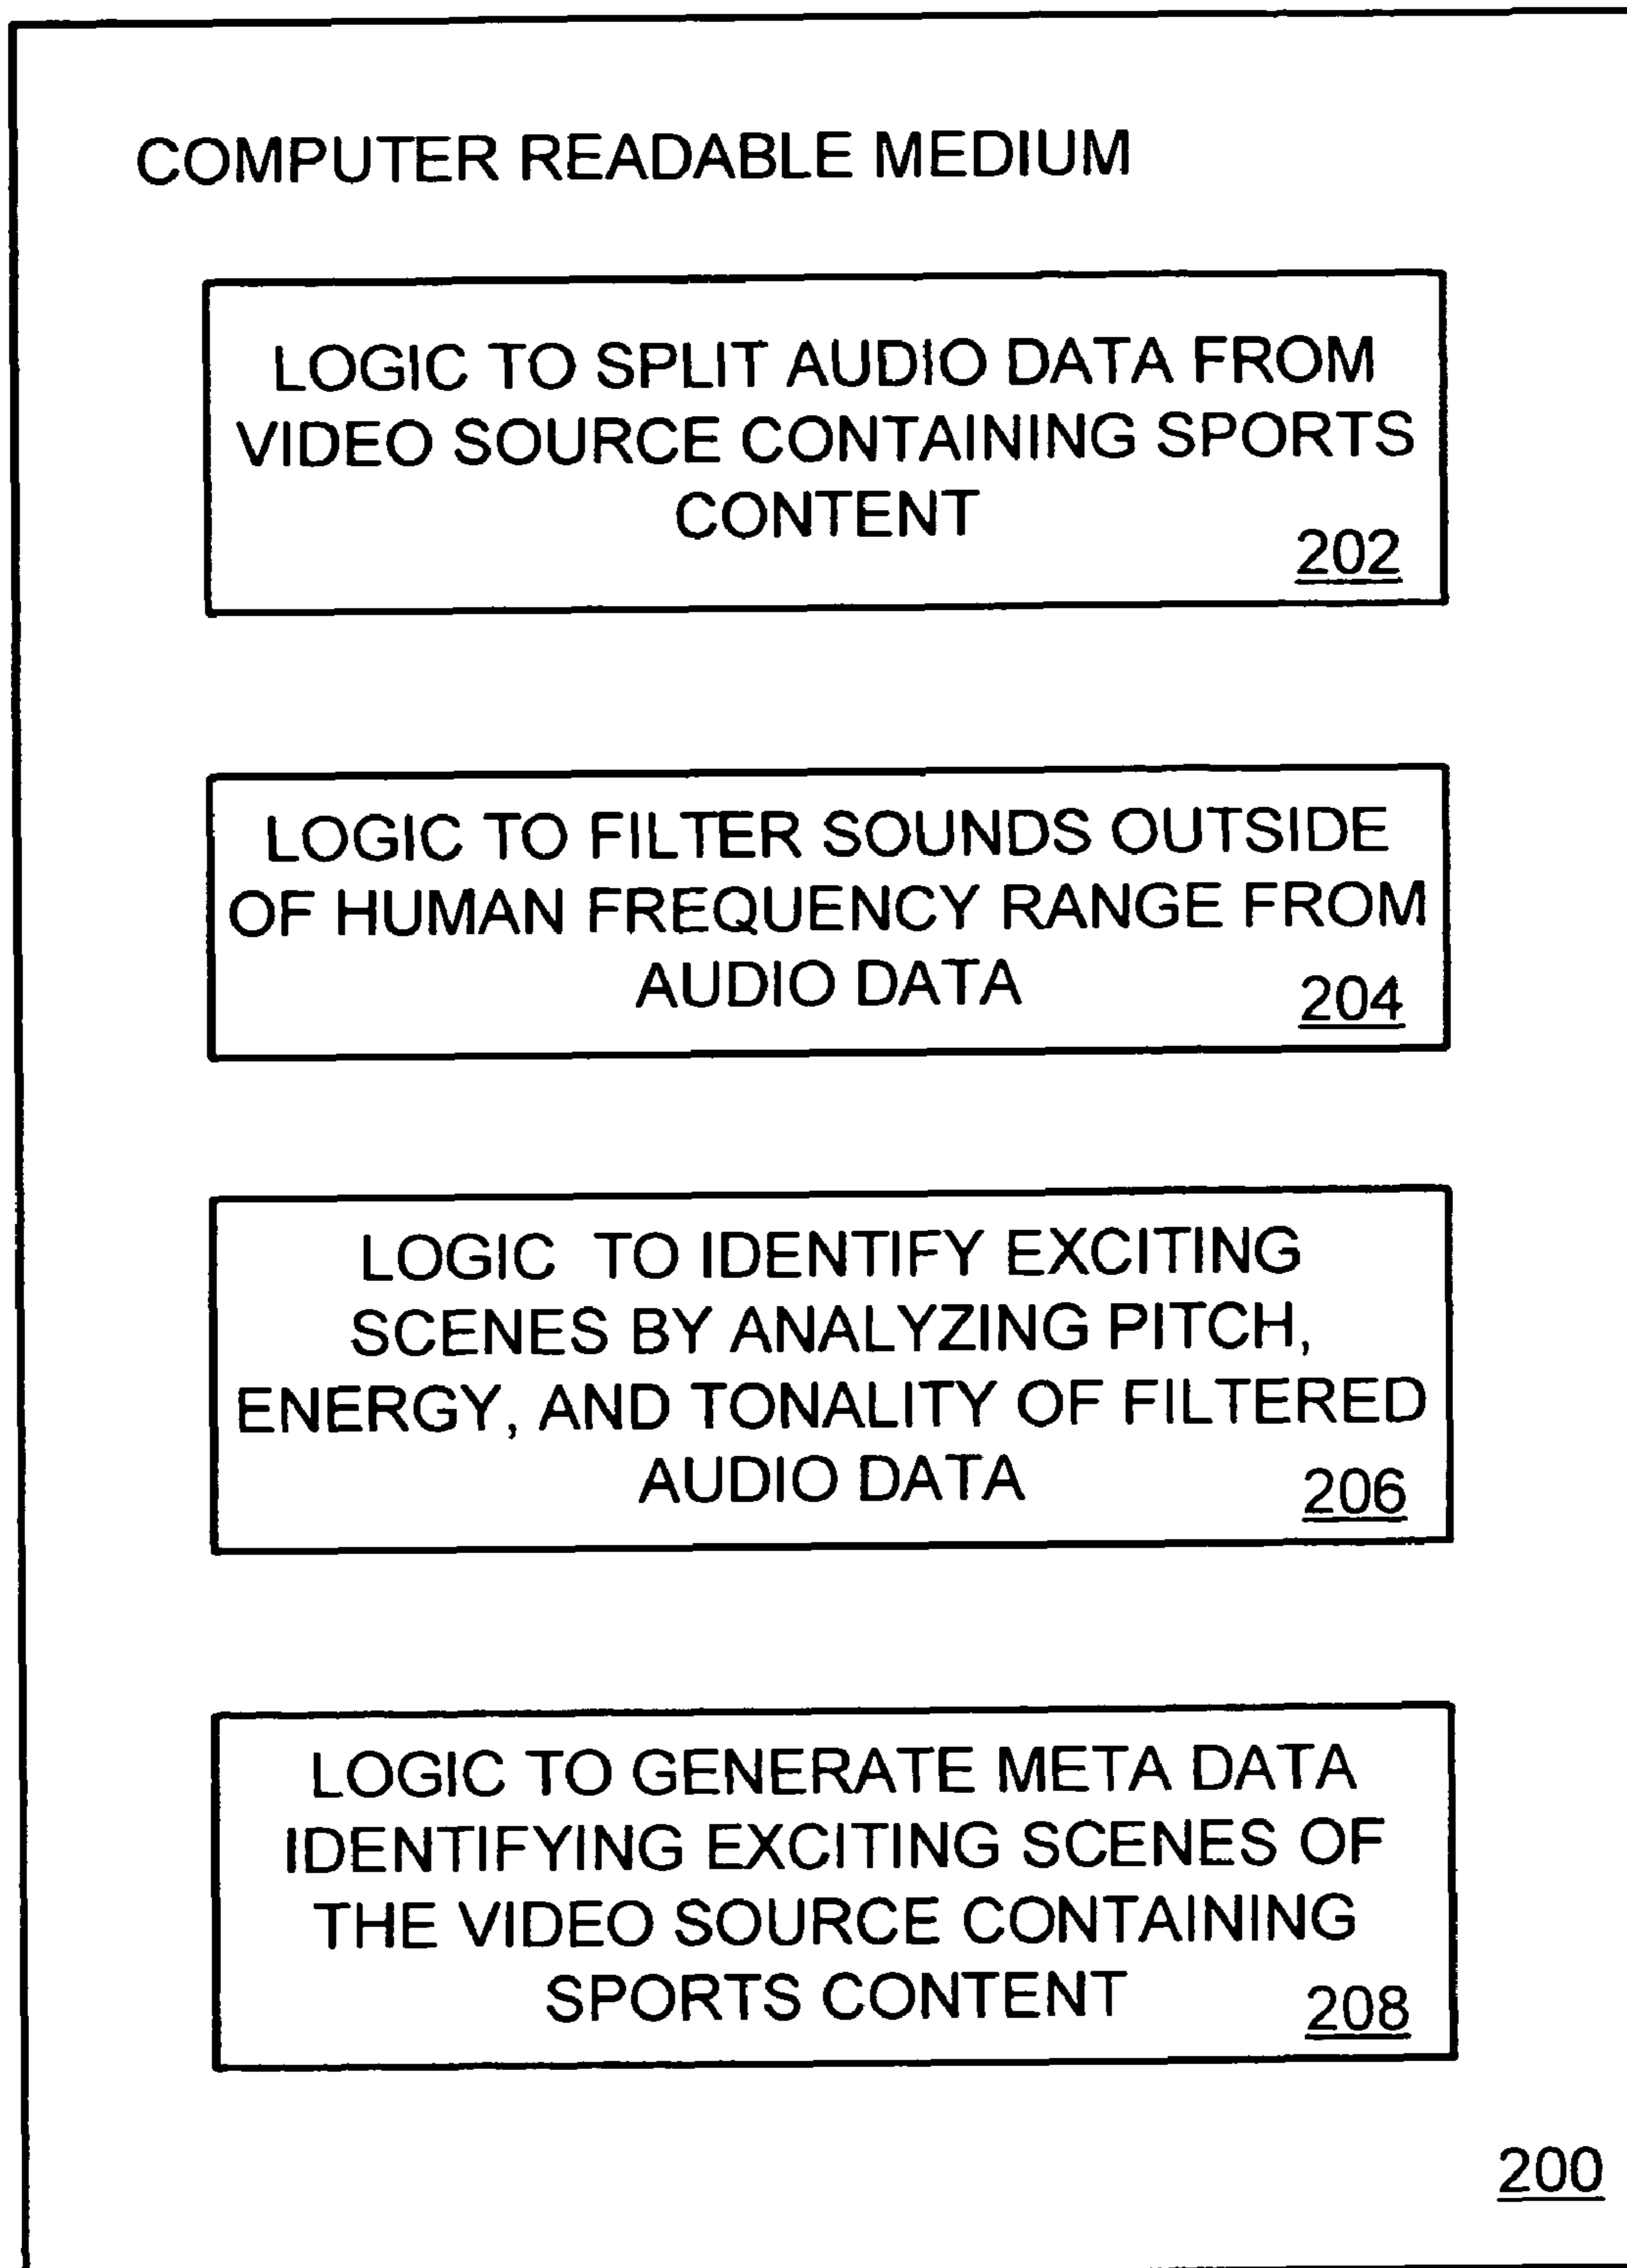 COMPUTER READABLE MEDIUM
LOGIC TO SPLIT AUDIO DATA FROM
VIDEO SOURCE CONTAINING SPORTS
CONTENT
202
LOGIC TO FILTER SOUNDS OUTSIDE
OF HUMAN FREQUENCY RANGE FROM
AUDIO DATA
204
LOGIC TO IDENTIFY EXCITING
SCENES BY ANALYZING PITCH,
ENERGY, AND TONALITY OF FILTERED
AUDIO DATA
206
LOGIC TO GENERATE META DATA
IDENTIFYING EXCITING SCENES OF
THE VIDEO SOURCE CONTAINING
SPORTS CONTENT
208
200